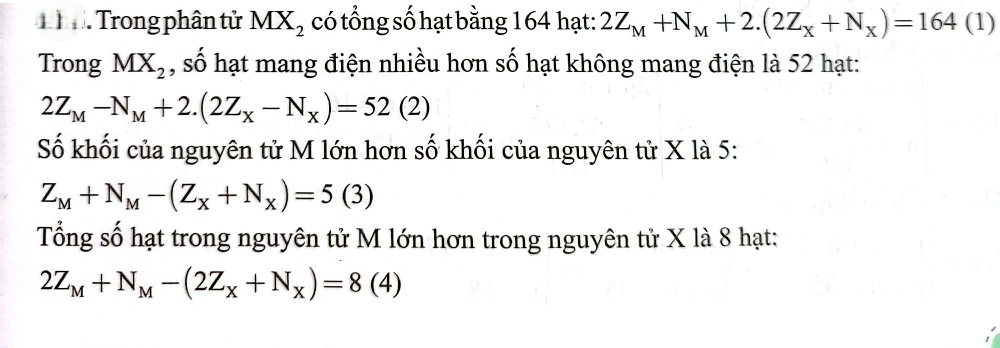 Trong phân tử MX₂ có tổng số hạt bằng 164 hạt: 2Z_M +N_M + 2.(2Z_X + N_X) = 164 (1)
Trong MX₂, số hạt mang điện nhiều hơn số hạt không mang điện là 52 hạt:
2Z_M –N_M + 2.(2Z_X – N_X) = 52 (2)
Số khối của nguyên tử M lớn hơn số khối của nguyên tử X là 5:
Z_M + N_M – (Z_X + N_X) = 5 (3)
Tổng số hạt trong nguyên tử M lớn hơn trong nguyên tử X là 8 hạt:
2Z_M + N_M – (2Z_X + N_X) = 8 (4)